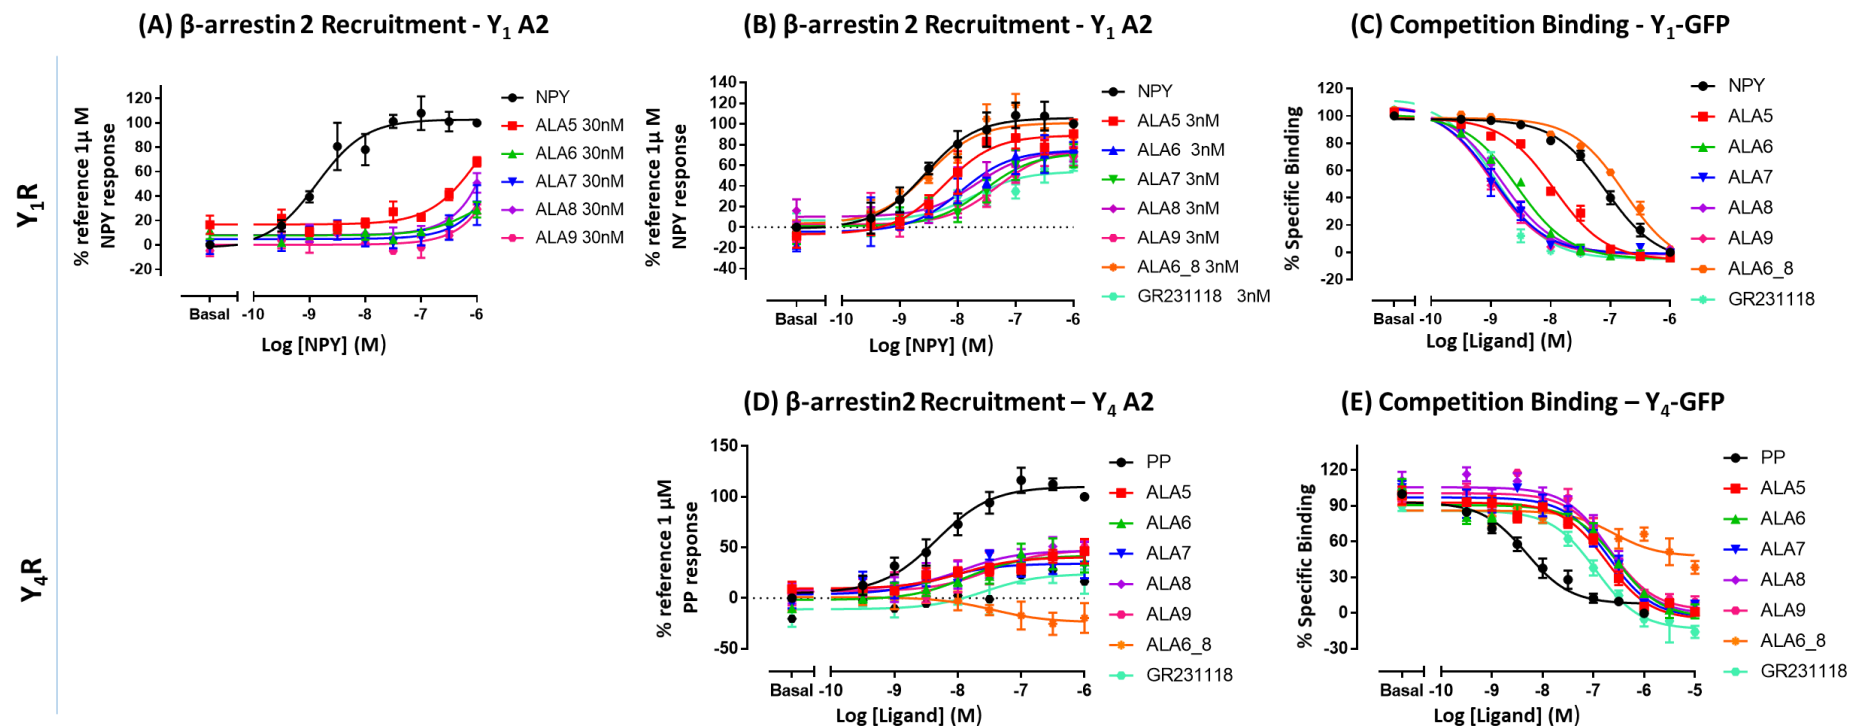 (A) β-arrestin 2 Recruitment - Y1 A2
(B) β-arrestin 2 Recruitment - Y1 A2
(C) Competition Binding - Y1-GFP
Y1R
% reference 1µ M
NPY response
120
100
80
60
40
20
0
-20
Basal -10 -9 -8 -7 -6
Log [NPY] (M)
NPY
ALA5 30nM
ALA6 30nM
ALA7 30nM
ALA8 30nM
ALA9 30nM
% reference 1µ M
NPY response
140
120
100
80
60
40
20
0
-20
-40
Basal -10 -9 -8 -7 -6
Log [NPY] (M)
NPY
ALA5 3nM
ALA6 3nM
ALA7 3nM
ALA8 3nM
ALA9 3nM
ALA6_8 3nM
GR231118 3nM
% Specific Binding
120
100
80
60
40
20
0
-20
Basal -10 -9 -8 -7 -6
Log [Ligand] (M)
NPY
ALA5
ALA6
ALA7
ALA8
ALA9
ALA6_8
GR231118
(D) β-arrestin2 Recruitment – Y4 A2
(E) Competition Binding – Y4-GFP
Y4R
% reference 1 µM
PP response
150
100
50
0
-50
Basal -10 -9 -8 -7 -6
Log [Ligand] (M)
PP
ALA5
ALA6
ALA7
ALA8
ALA9
ALA6_8
GR231118
% Specific Binding
120
90
60
30
0
-30
Basal -10 -9 -8 -7 -6 -5
Log [Ligand] (M)
PP
ALA5
ALA6
ALA7
ALA8
ALA9
ALA6_8
GR231118